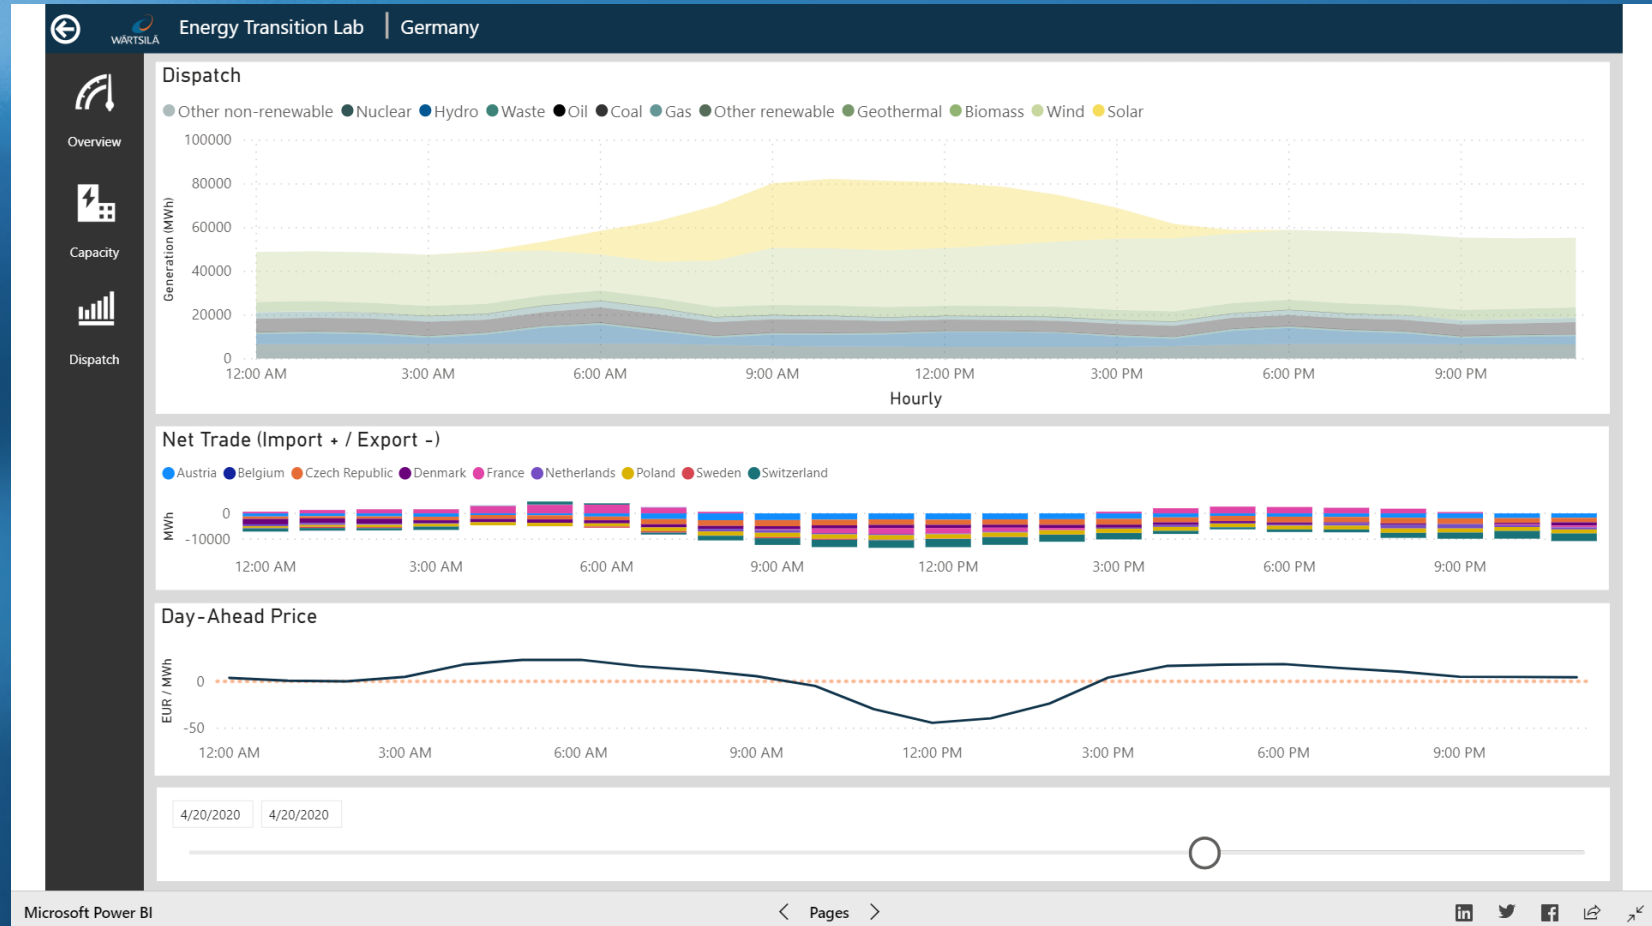 WÄRTSILÄ Energy Transition Lab | Germany
Overview
Capacity
Dispatch
Dispatch
Other non-renewable Nuclear Hydro Waste Oil Coal Gas Other renewable Geothermal Biomass Wind Solar
Generation (MWh)
100000
80000
60000
40000
20000
0
12:00 AM 3:00 AM 6:00 AM 9:00 AM 12:00 PM 3:00 PM 6:00 PM 9:00 PM
Hourly
Net Trade (Import + / Export -)
Austria Belgium Czech Republic Denmark France Netherlands Poland Sweden Switzerland
MWh
0
-10000
12:00 AM 3:00 AM 6:00 AM 9:00 AM 12:00 PM 3:00 PM 6:00 PM 9:00 PM
Day-Ahead Price
EUR / MWh
0
-50
12:00 AM 3:00 AM 6:00 AM 9:00 AM 12:00 PM 3:00 PM 6:00 PM 9:00 PM
4/20/2020 4/20/2020
Microsoft Power BI < Pages >